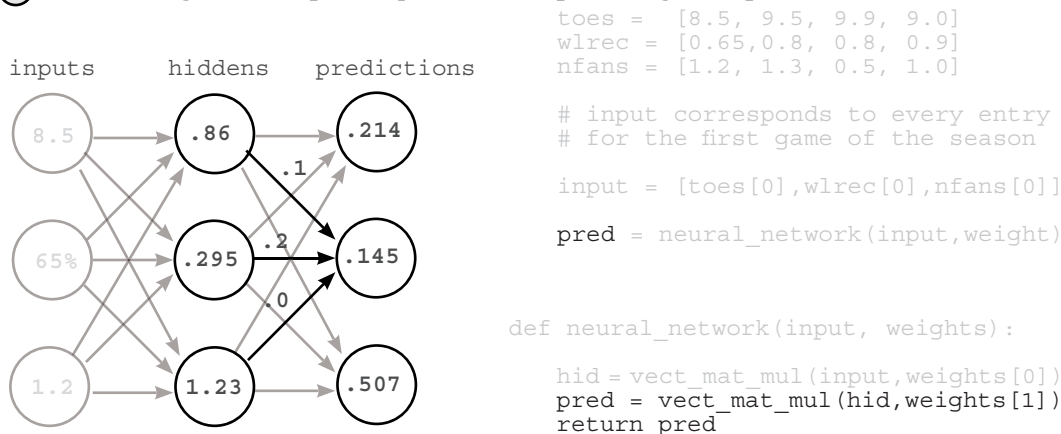 inputs hiddens predictions
8.5 .86 .214
.1
65% .295 .2 .145
.0
1.2 1.23 .507
toes = [8.5, 9.5, 9.9, 9.0]
wlrec = [0.65,0.8, 0.8, 0.9]
nfans = [1.2, 1.3, 0.5, 1.0]
# input corresponds to every entry
# for the first game of the season
input = [toes[0],wlrec[0],nfans[0]]
pred = neural_network(input,weight)
def neural_network(input, weights):
hid = vect_mat_mul(input,weights[0])
pred = vect_mat_mul(hid,weights[1])
return pred